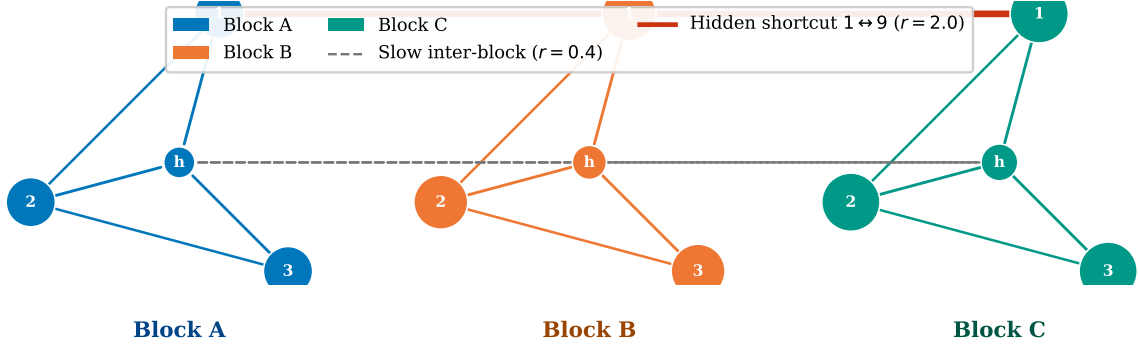 Block A
Block B
Block C
Slow inter-block (r = 0.4)
Hidden shortcut 1↔9 (r = 2.0)
1
1
1
h
h
h
2
2
2
3
3
3
Block A
Block B
Block C